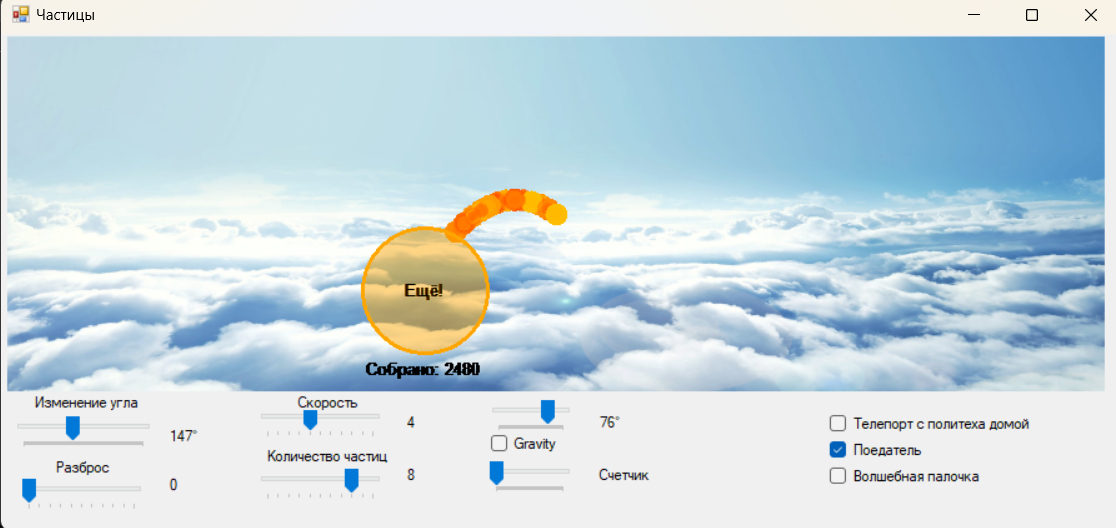 Частицы
Ещё!
Собрано: 2480
Изменение угла
147°
Разброс
0
Скорость
4
Количество частиц
8
76°
Gravity
Счетчик
Телепорт с политеха домой
Поедатель
Волшебная палочка